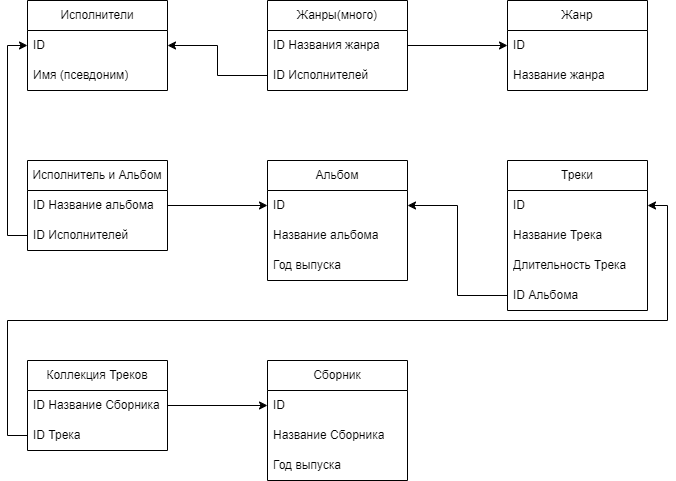 Исполнители
ID
Имя (псевдоним)
Жанры(много)
ID Названия жанра
ID Исполнителей
Жанр
ID
Название жанра
Исполнитель и Альбом
ID Название альбома
ID Исполнителей
Альбом
ID
Название альбома
Год выпуска
Треки
ID
Название Трека
Длительность Трека
ID Альбома
Коллекция Треков
ID Название Сборника
ID Трека
Сборник
ID
Название Сборника
Год выпуска